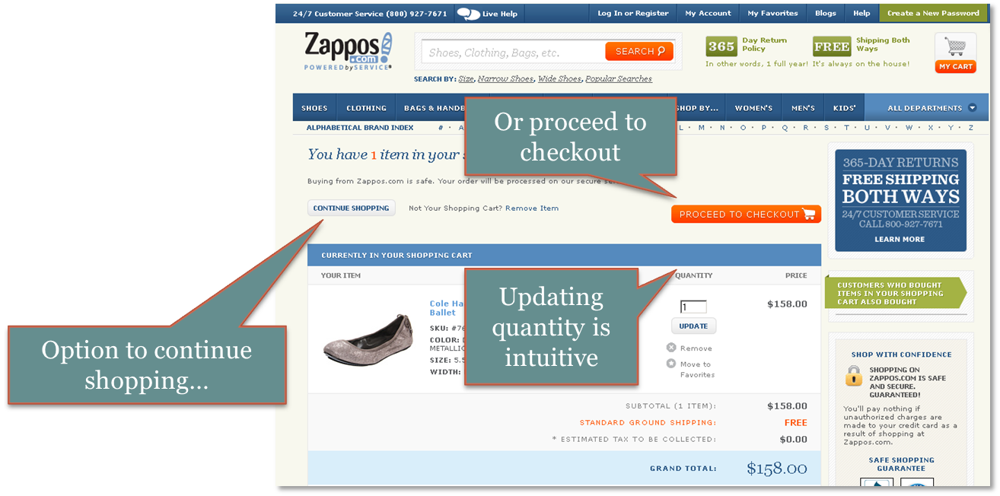 24/7 Customer Service (800) 927-7671 Live Help Log In or Register My Account My Favorites Blogs Help Create a New Password
Zappos
.com
POWERED by SERVICE®
Shoes, Clothing, Bags, etc. SEARCH
365 Day Return Policy
In other words, 1 full year!
FREE Shipping Both Ways
It's always on the house!
MY CART
SEARCH BY: Size, Narrow Shoes, Wide Shoes, Popular Searches
SHOES CLOTHING BAGS & HANDB SHOP BY... WOMEN'S MEN'S KIDS' ALL DEPARTMENTS
ALPHABETICAL BRAND INDEX # · A L · M · N · O · P · Q · R · S · T · U · V · W · X · Y · Z
Or proceed to
checkout
You have 1 item in your
Buying from Zappos.com is safe. Your order will be processed on our secure
CONTINUE SHOPPING Not Your Shopping Cart? Remove Item
PROCEED TO CHECKOUT
365-DAY RETURNS
FREE SHIPPING
BOTH WAYS
24/7 CUSTOMER SERVICE
CALL 800-927-7671
LEARN MORE
CURRENTLY IN YOUR SHOPPING CART
YOUR ITEM QUANTITY PRICE
Option to continue
shopping...
Updating
quantity is
intuitive
Cole Ha
Ballet
SKU: #76
COLOR:
METALLIC
SIZE: 5.5
WIDTH:
1
UPDATE
Remove
Move to
Favorites
$158.00
SUBTOTAL (1 ITEM): $158.00
STANDARD GROUND SHIPPING: FREE
* ESTIMATED TAX TO BE COLLECTED: $0.00
GRAND TOTAL: $158.00
CUSTOMERS WHO BOUGHT
ITEMS IN YOUR SHOPPING
CART ALSO BOUGHT
SHOP WITH CONFIDENCE
SHOPPING ON
ZAPPOS.COM IS SAFE
AND SECURE.
GUARANTEED!
You'll pay nothing if
unauthorized charges are
made to your credit card as a
result of shopping at
Zappos.com.
SAFE SHOPPING
GUARANTEE